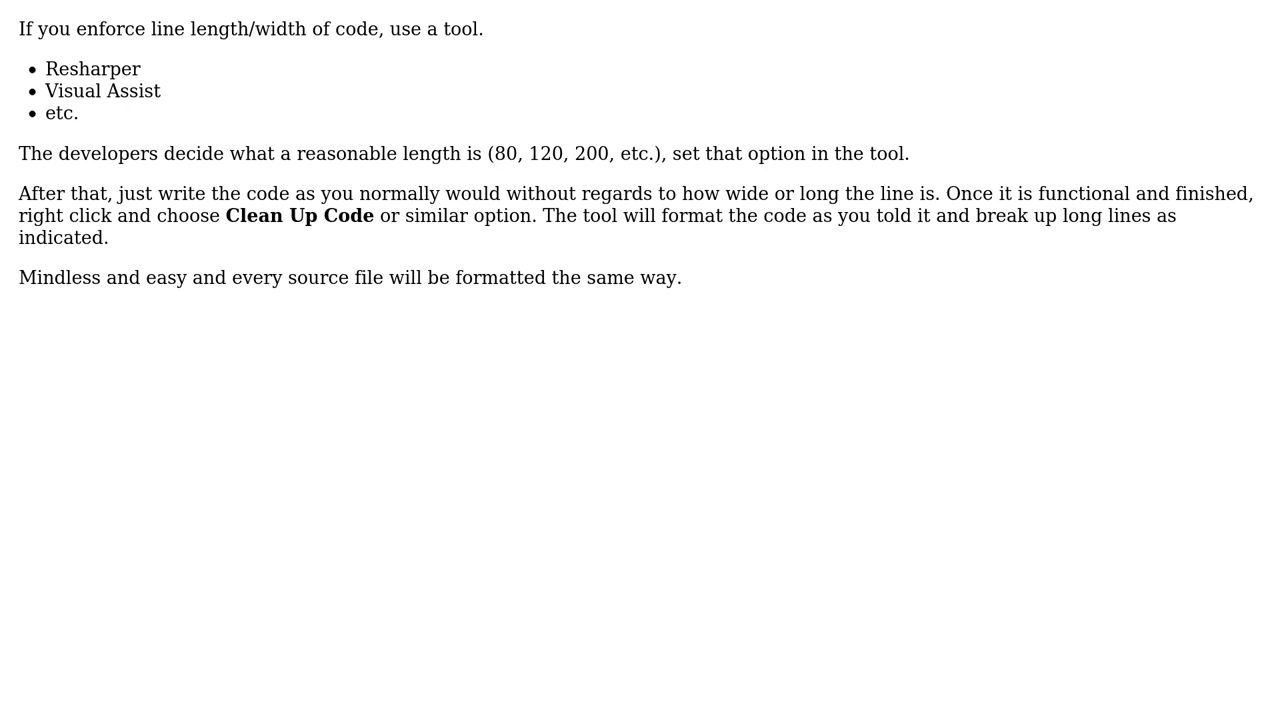 If you enforce line length/width of code, use a tool.
• Resharper
• Visual Assist
• etc.
The developers decide what a reasonable length is (80, 120, 200, etc.), set that option in the tool.
After that, just write the code as you normally would without regards to how wide or long the line is. Once it is functional and finished,
right click and choose Clean Up Code or similar option. The tool will format the code as you told it and break up long lines as
indicated.
Mindless and easy and every source file will be formatted the same way.